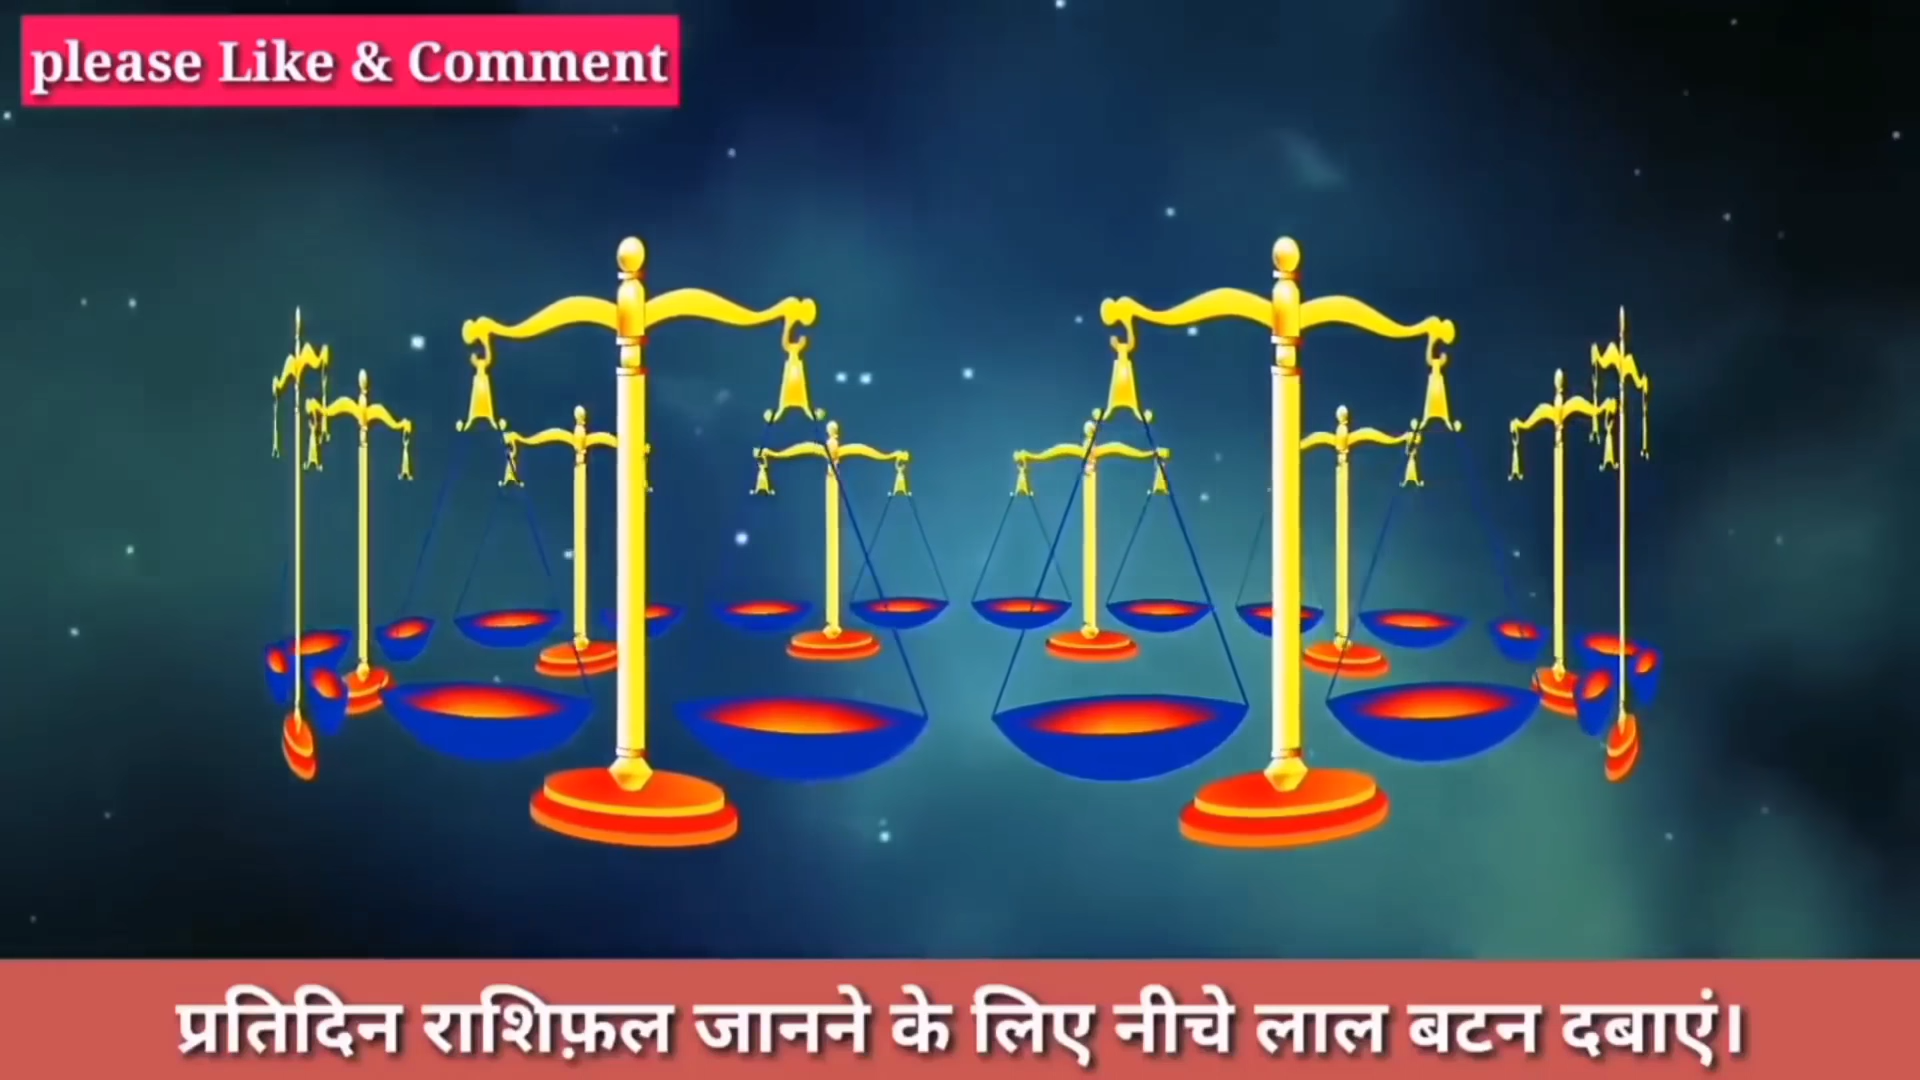 please Like & Comment
प्रतिदिन राशिफ़ल जानने के लिए नीचे लाल बटन दबाएं।